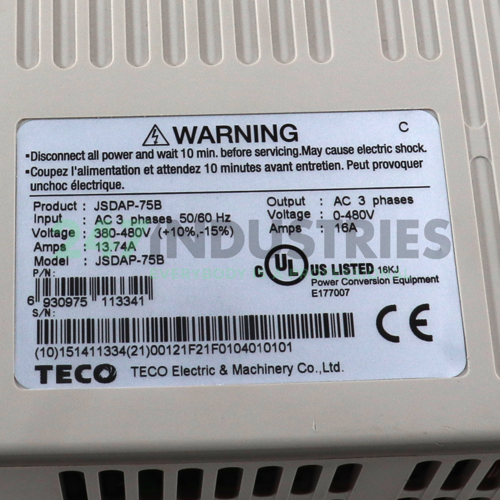 WARNING
C
•Disconnect all power and wait 10 min. before servicing.May cause electric shock.
•Coupez l'alimentation et attendez 10 minutes avant entretien. Peut provoquer
unchoc électrique.
Product : JSDAP-75B
Input : AC 3 phases 50/60 Hz
Voltage : 380-480V (+10%,-15%)
Amps : 13.74A
Model : JSDAP-75B
P/N:
Output : AC 3 phases
Voltage : 0-480V
Amps : 16A
6 930975 113341
S/N:
C UL US LISTED 16KJ
Power Conversion Equipment
E177007
CE
(10)151411334(21)00121F21F0104010101
TECO TECO Electric & Machinery Co.,Ltd.
INDUSTRIES